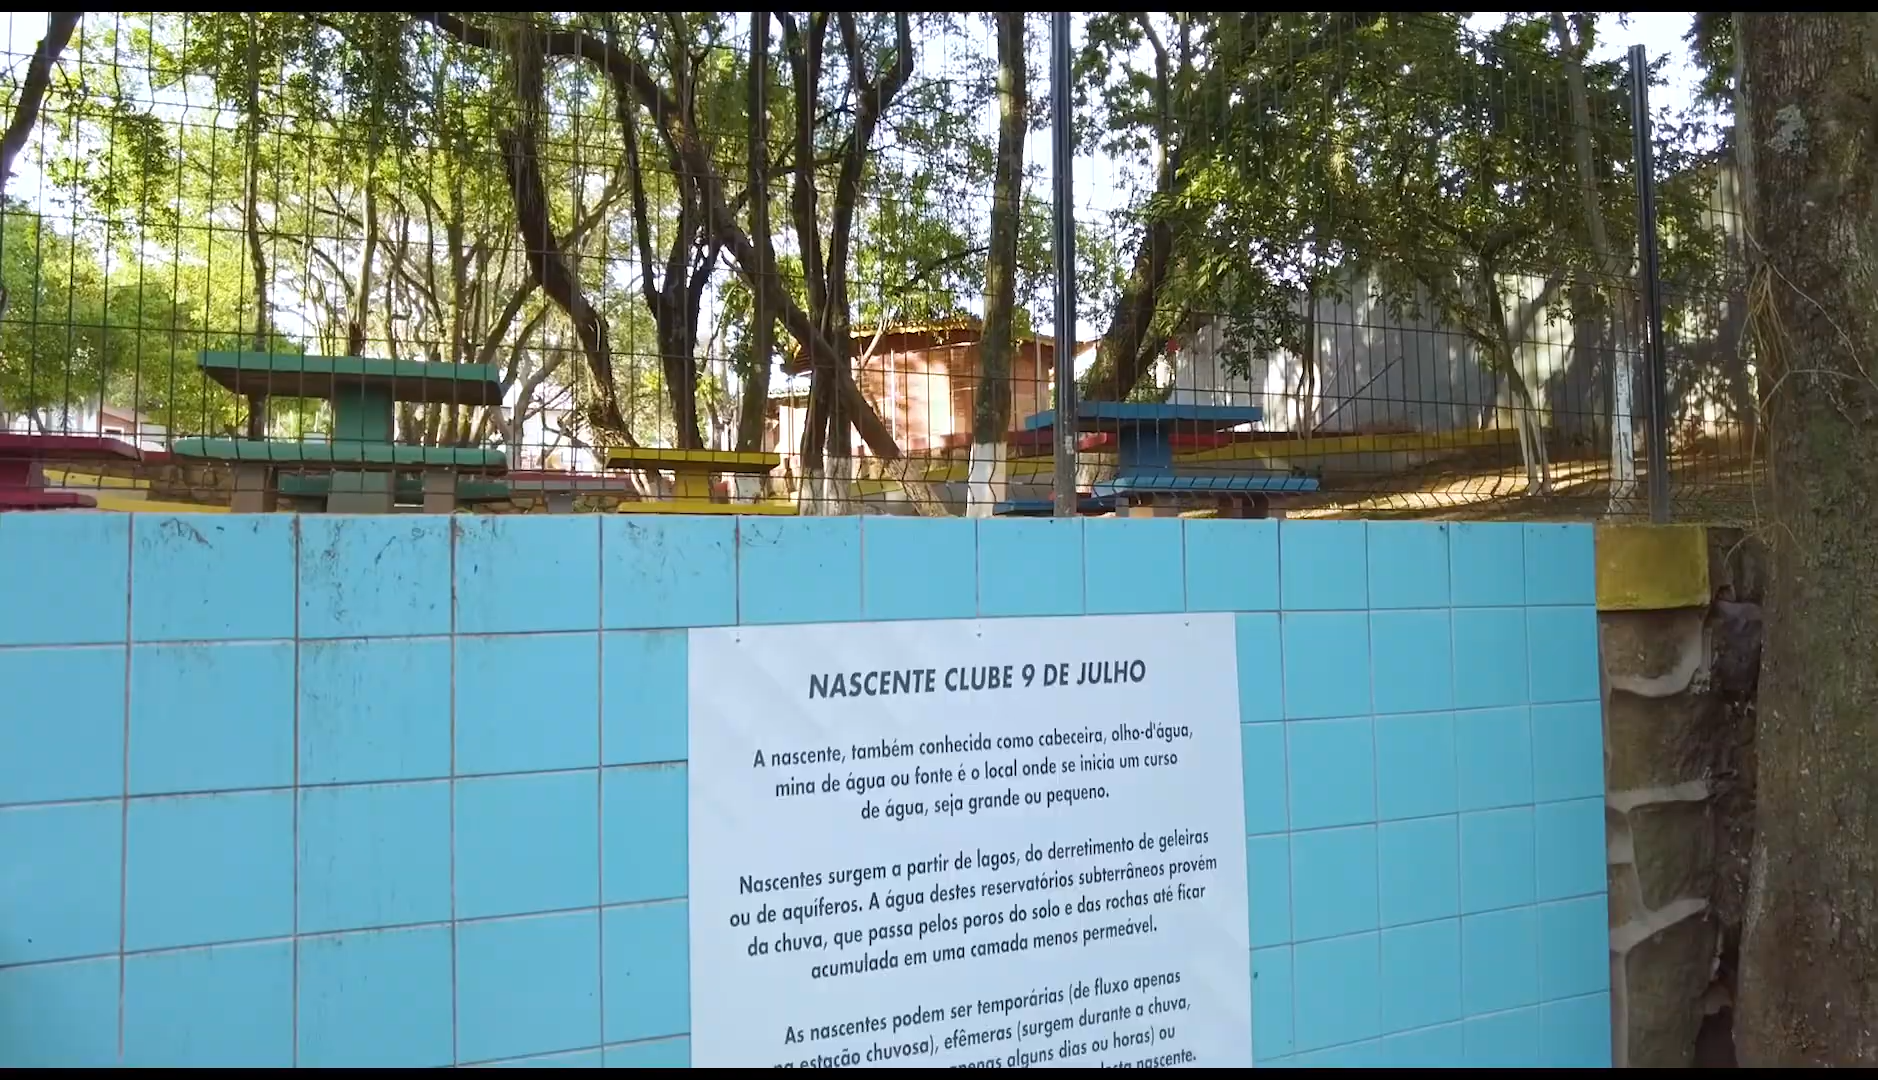 NASCENTE CLUBE 9 DE JULHO
A nascente, também conhecida como cabeceira, olho-d'água,
mina de água ou fonte é o local onde se inicia um curso
de água, seja grande ou pequeno.
Nascentes surgem a partir de lagos, do derretimento de geleiras
ou de aquíferos. A água destes reservatórios subterrâneos provém
da chuva, que passa pelos poros do solo e das rochas até ficar
acumulada em uma camada menos permeável.
As nascentes podem ser temporárias (de fluxo apenas
na estação chuvosa), efêmeras (surgem durante a chuva,
apenas alguns dias ou horas) ou
nascente.